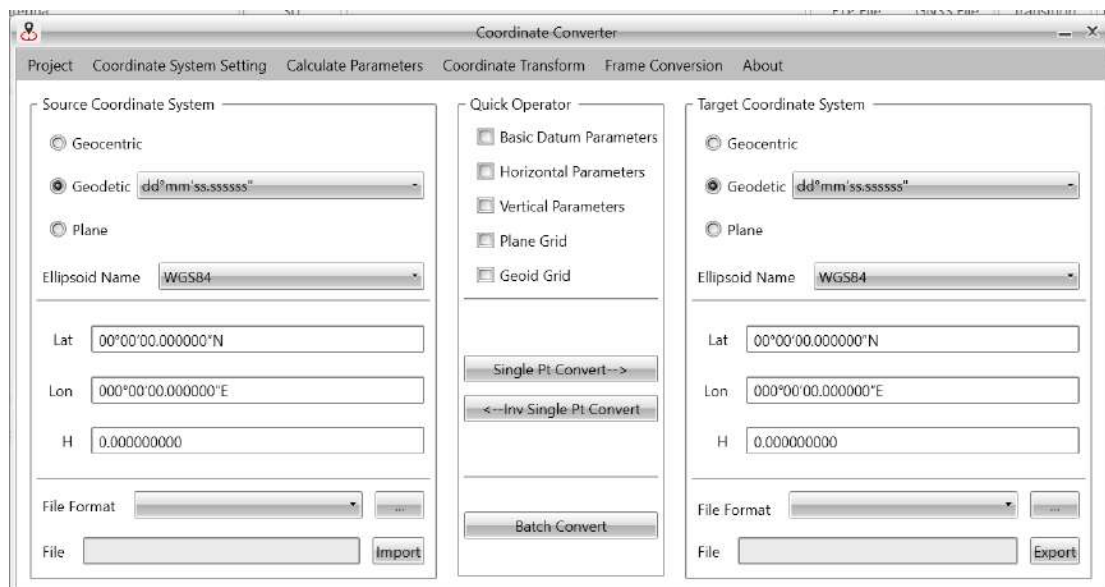 Coordinate Converter
Project Coordinate System Setting Calculate Parameters Coordinate Transform Frame Conversion About
Source Coordinate System
Geocentric
Geodetic dd°mm'ss.ssssss"
Plane
Ellipsoid Name WGS84
Lat 00°00'00.000000"N
Lon 000°00'00.000000"E
H 0.000000000
File Format ...
File Import
Quick Operator
Basic Datum Parameters
Horizontal Parameters
Vertical Parameters
Plane Grid
Geoid Grid
Single Pt Convert-->
<--Inv Single Pt Convert
Batch Convert
Target Coordinate System
Geocentric
Geodetic dd°mm'ss.ssssss"
Plane
Ellipsoid Name WGS84
Lat 00°00'00.000000"N
Lon 000°00'00.000000"E
H 0.000000000
File Format ...
File Export